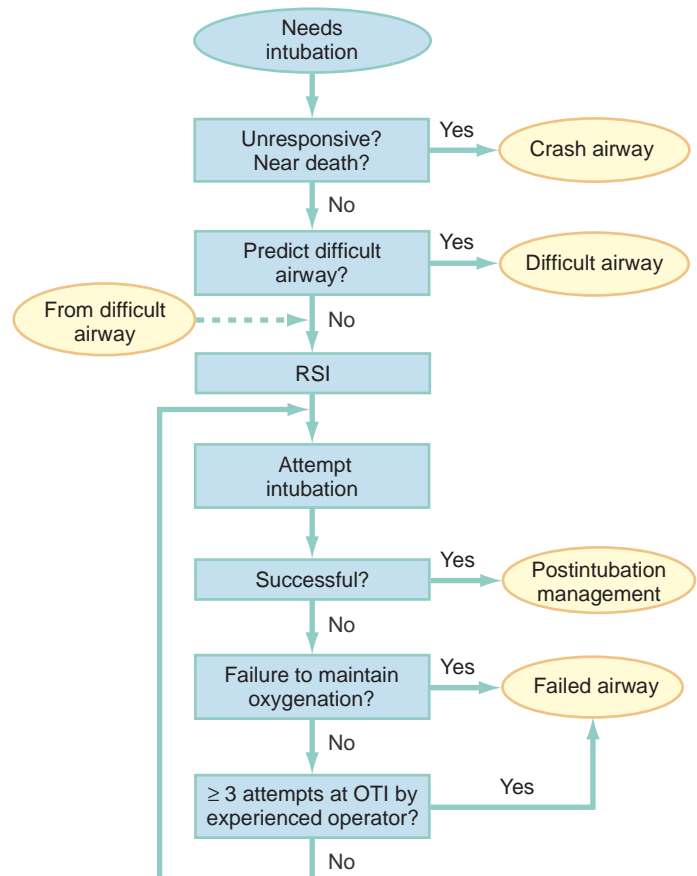 Needs
intubation
Unresponsive?
Near death?
Yes
Crash airway
No
Predict difficult
airway?
Yes
Difficult airway
From difficult
airway
No
RSI
Attempt
intubation
Successful?
Yes
Postintubation
management
No
Failure to maintain
oxygenation?
Yes
Failed airway
No
≥ 3 attempts at OTI by
experienced operator?
Yes
No